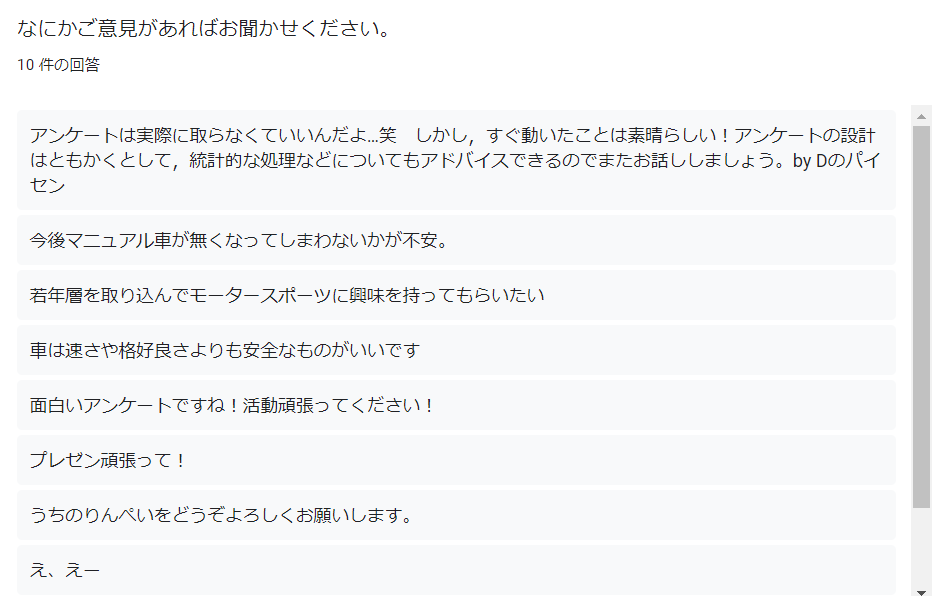 なにかご意見があればお聞かせください。
10 件の回答
アンケートは実際に取らなくていいんだよ...笑　しかし，すぐ動いたことは素晴らしい！アンケートの設計
はともかくとして，統計的な処理などについてもアドバイスできるのでまたお話ししましょう。by Dのパイ
セン
今後マニュアル車が無くなってしまわないかが不安。
若年層を取り込んでモータースポーツに興味を持ってもらいたい
車は速さや格好良さよりも安全なものがいいです
面白いアンケートですね！活動頑張ってください！
プレゼン頑張って！
うちのりんぺいをどうぞよろしくお願いします。
え、えー